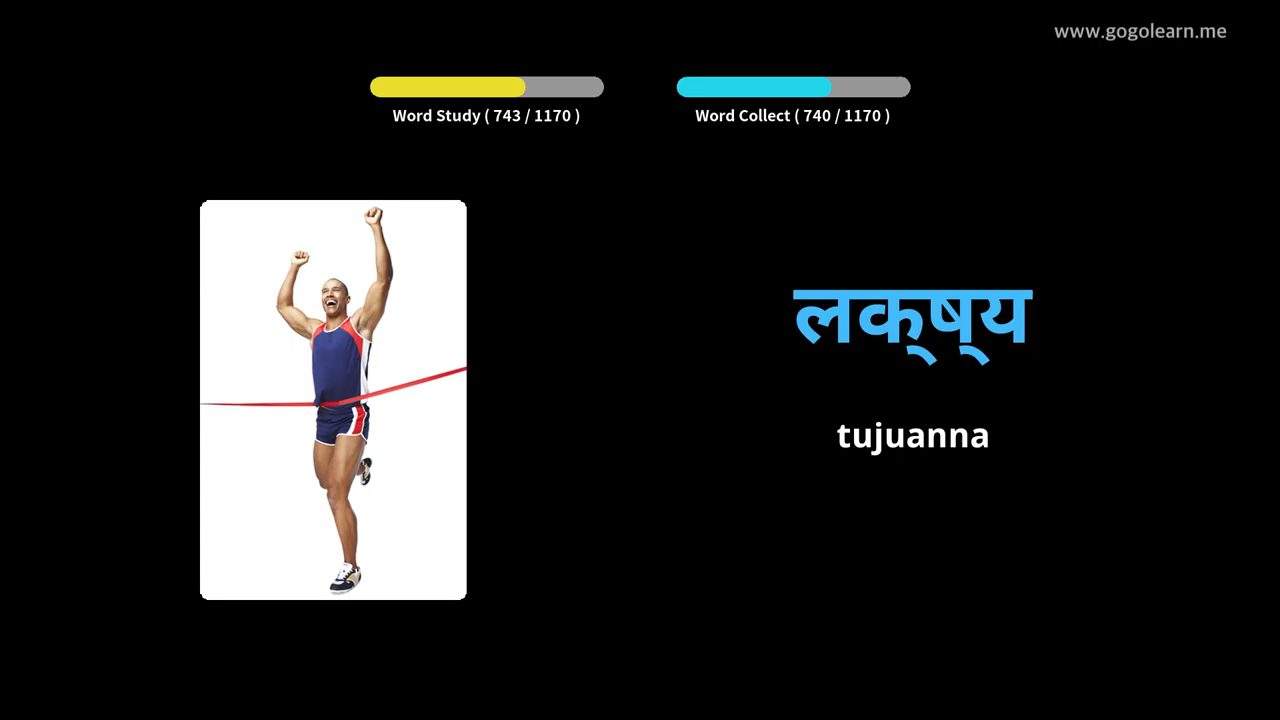 www.gogolearn.me
Word Study ( 743 / 1170 )
Word Collect ( 740 / 1170 )
लक्‌ष्‌य
tujuanna